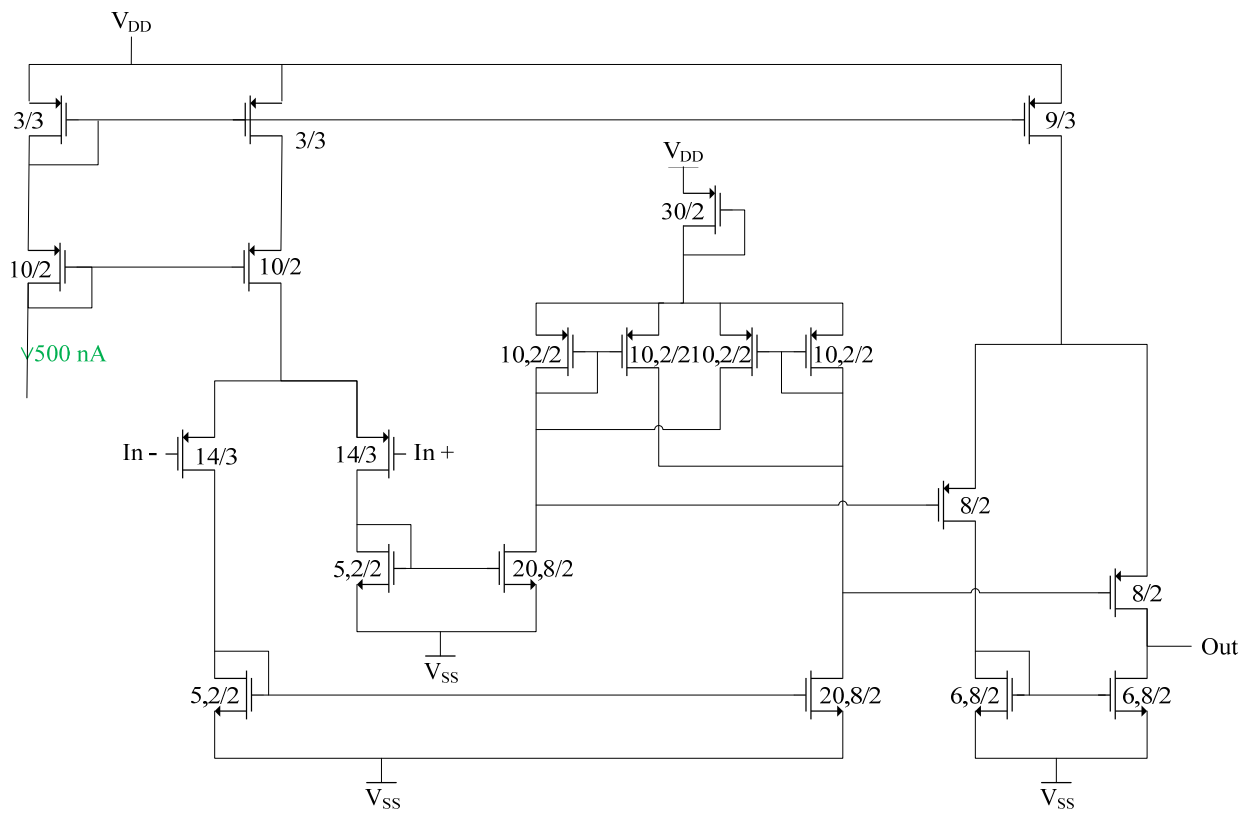 VDD
3/3
3/3
9/3
VDD
30/2
10/2
10/2
500 nA
10,2/2
10,2/2
10,2/2
10,2/2
In -
14/3
14/3
In +
8/2
5,2/2
20,8/2
8/2
Out
VSS
5,2/2
20,8/2
6,8/2
6,8/2
VSS
VSS